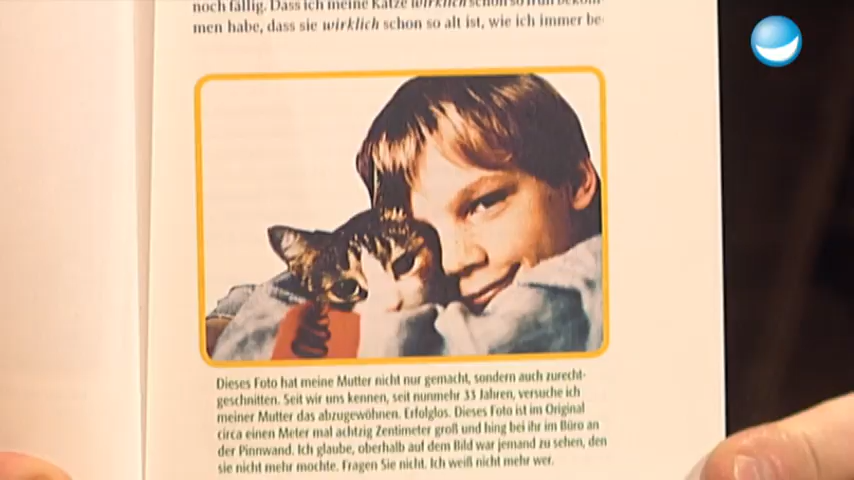 noch fällig. Dass ich meine Katze wirklich schon so früh bekom-
men habe, dass sie wirklich schon so alt ist, wie ich immer be-
Dieses Foto hat meine Mutter nicht nur gemacht, sondern auch zurecht-
geschnitten. Seit wir uns kennen, seit nunmehr 33 Jahren, versuche ich
meiner Mutter das abzugewöhnen. Erfolglos. Dieses Foto ist im Original
circa einen Meter mal achtzig Zentimeter groß und hing bei ihr im Büro an
der Pinnwand. Ich glaube, oberhalb auf dem Bild war jemand zu sehen, den
sie nicht mehr mochte. Fragen Sie nicht. Ich weiß nicht mehr wer.